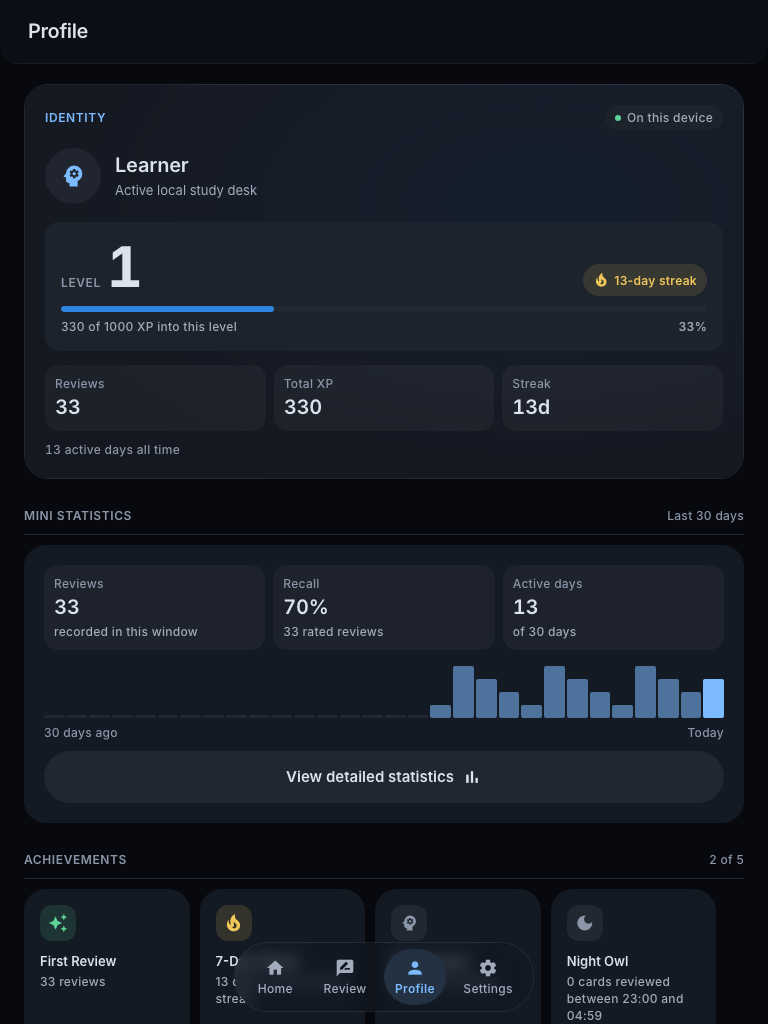 Profile
IDENTITY
On this device
Learner
Active local study desk
LEVEL 1
13-day streak
330 of 1000 XP into this level
33%
Reviews
33
Total XP
330
Streak
13d
13 active days all time
MINI STATISTICS
Last 30 days
Reviews
33
recorded in this window
Recall
70%
33 rated reviews
Active days
13
of 30 days
30 days ago
Today
View detailed statistics
ACHIEVEMENTS
2 of 5
First Review
33 reviews
Night Owl
0 cards reviewed
between 23:00 and
04:59
Home
Review
Profile
Settings